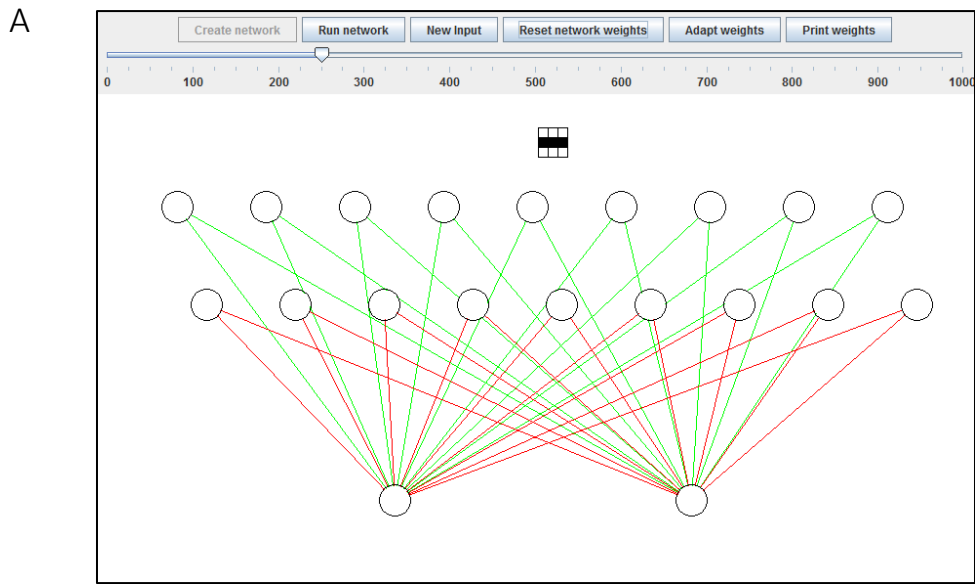 A
Create network Run network New Input Reset network weights Adapt weights Print weights
0 100 200 300 400 500 600 700 800 900 1000